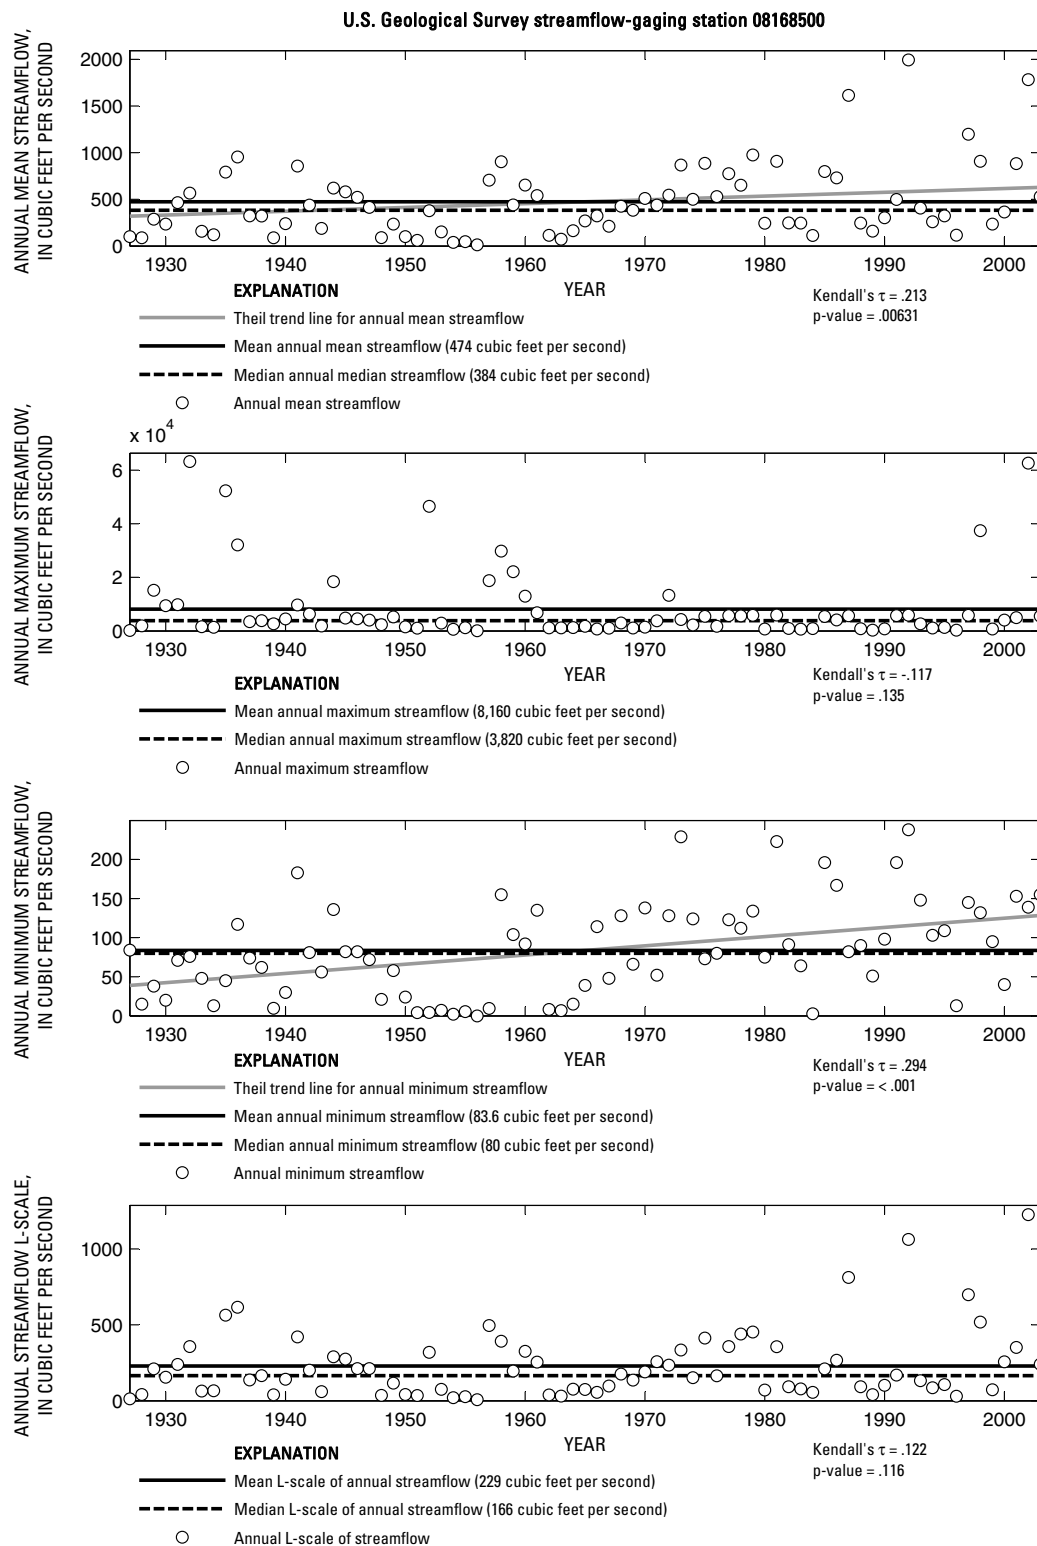 U.S. Geological Survey streamflow-gaging station 08168500
ANNUAL MEAN STREAMFLOW,
IN CUBIC FEET PER SECOND
2000
1500
1000
500
0
1930 1940 1950 1960 1970 1980 1990 2000
YEAR
EXPLANATION
Theil trend line for annual mean streamflow
Mean annual mean streamflow (474 cubic feet per second)
Median annual median streamflow (384 cubic feet per second)
Annual mean streamflow
Kendall's τ = .213
p-value = .00631
ANNUAL MAXIMUM STREAMFLOW,
IN CUBIC FEET PER SECOND
x 10^4
6
4
2
0
1930 1940 1950 1960 1970 1980 1990 2000
YEAR
EXPLANATION
Mean annual maximum streamflow (8,160 cubic feet per second)
Median annual maximum streamflow (3,820 cubic feet per second)
Annual maximum streamflow
Kendall's τ = -.117
p-value = .135
ANNUAL MINIMUM STREAMFLOW,
IN CUBIC FEET PER SECOND
200
150
100
50
0
1930 1940 1950 1960 1970 1980 1990 2000
YEAR
EXPLANATION
Theil trend line for annual minimum streamflow
Mean annual minimum streamflow (83.6 cubic feet per second)
Median annual minimum streamflow (80 cubic feet per second)
Annual minimum streamflow
Kendall's τ = .294
p-value = < .001
ANNUAL STREAMFLOW L-SCALE,
IN CUBIC FEET PER SECOND
1000
500
0
1930 1940 1950 1960 1970 1980 1990 2000
YEAR
EXPLANATION
Mean L-scale of annual streamflow (229 cubic feet per second)
Median L-scale of annual streamflow (166 cubic feet per second)
Annual L-scale of streamflow
Kendall's τ = .122
p-value = .116